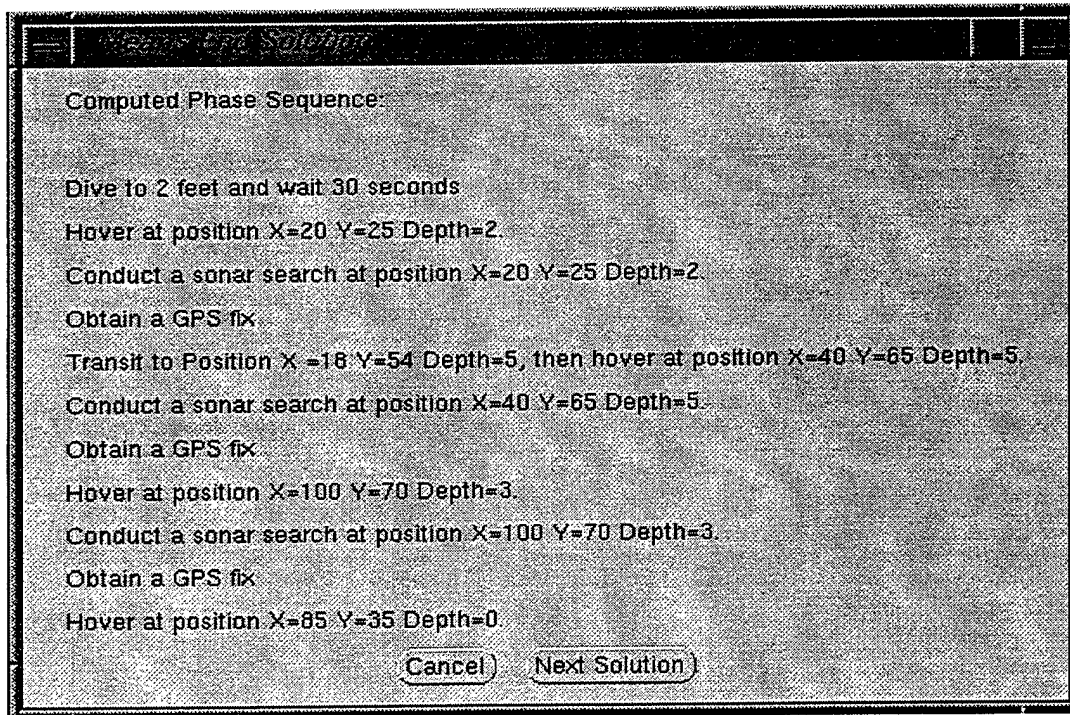 Means-End Solution
Computed Phase Sequence:
Dive to 2 feet and wait 30 seconds
Hover at position X=20 Y=25 Depth=2.
Conduct a sonar search at position X=20 Y=25 Depth=2.
Obtain a GPS fix
Transit to Position X =18 Y=54 Depth=5, then hover at position X=40 Y=65 Depth=5.
Conduct a sonar search at position X=40 Y=65 Depth=5.
Obtain a GPS fix
Hover at position X=100 Y=70 Depth=3.
Conduct a sonar search at position X=100 Y=70 Depth=3.
Obtain a GPS fix
Hover at position X=85 Y=35 Depth=0.
Cancel
Next Solution